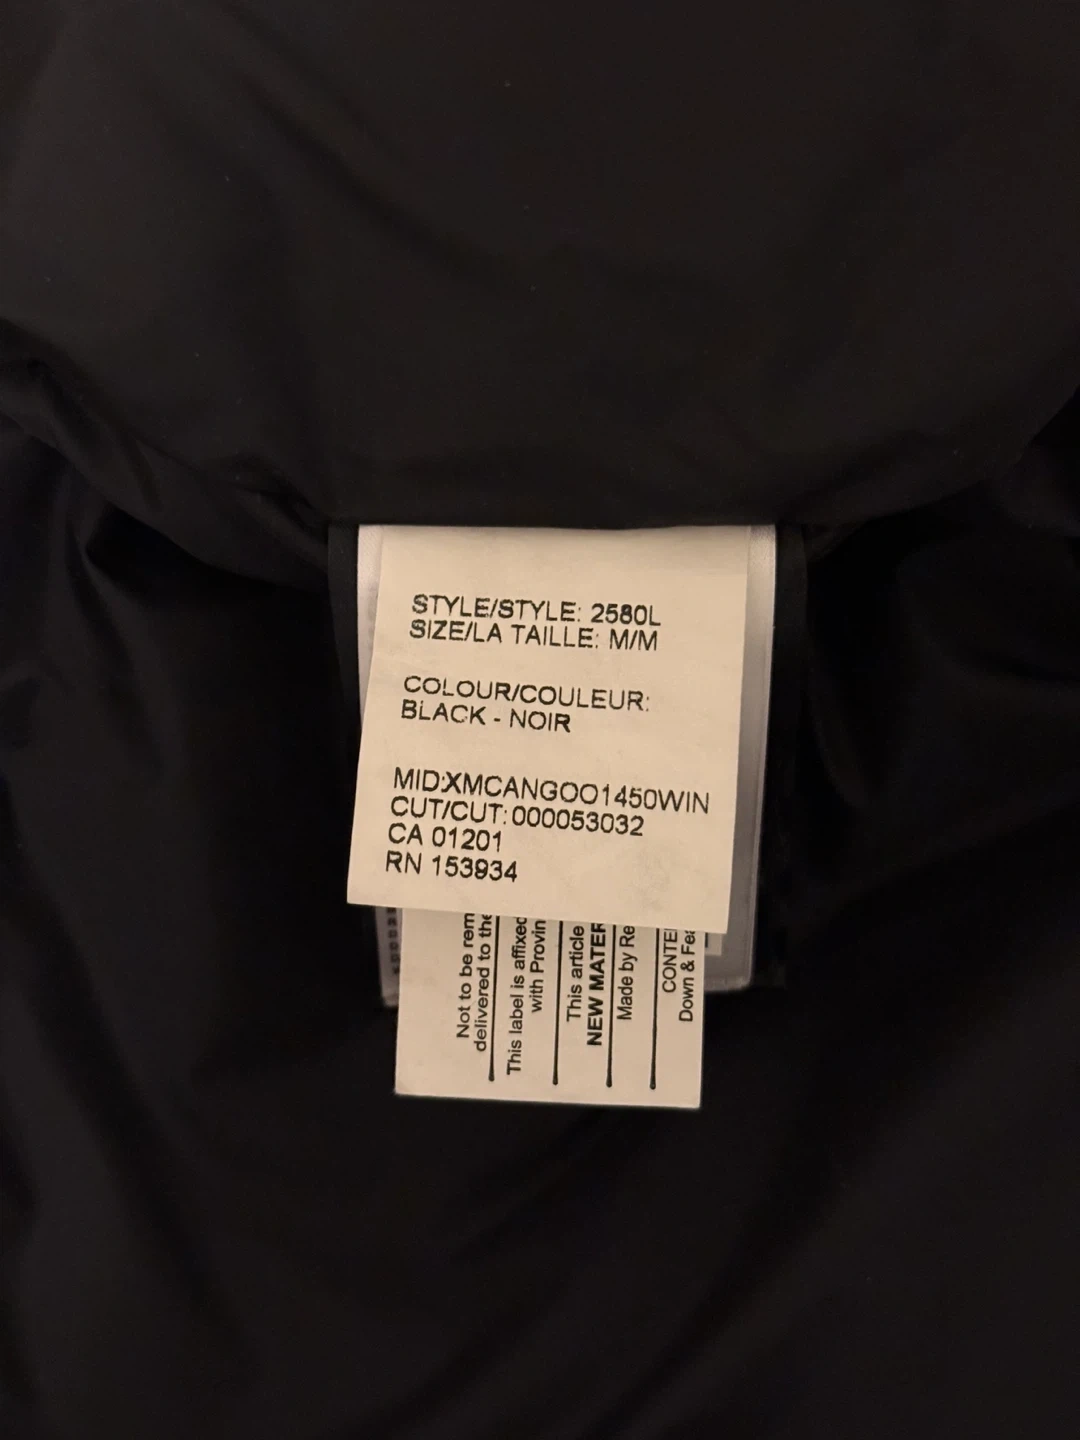 STYLE/STYLE: 2580L
SIZE/LA TAILLE: M/M
COLOUR/COULEUR:
BLACK - NOIR
MID:XMCANGOO1450WIN
CUT/CUT: 000053032
CA 01201
RN 153934
Not to be rem
delivered to the
This label is affixed
with Provin
This article
NEW MATER
Made by Re
CONTE
Down & Fea